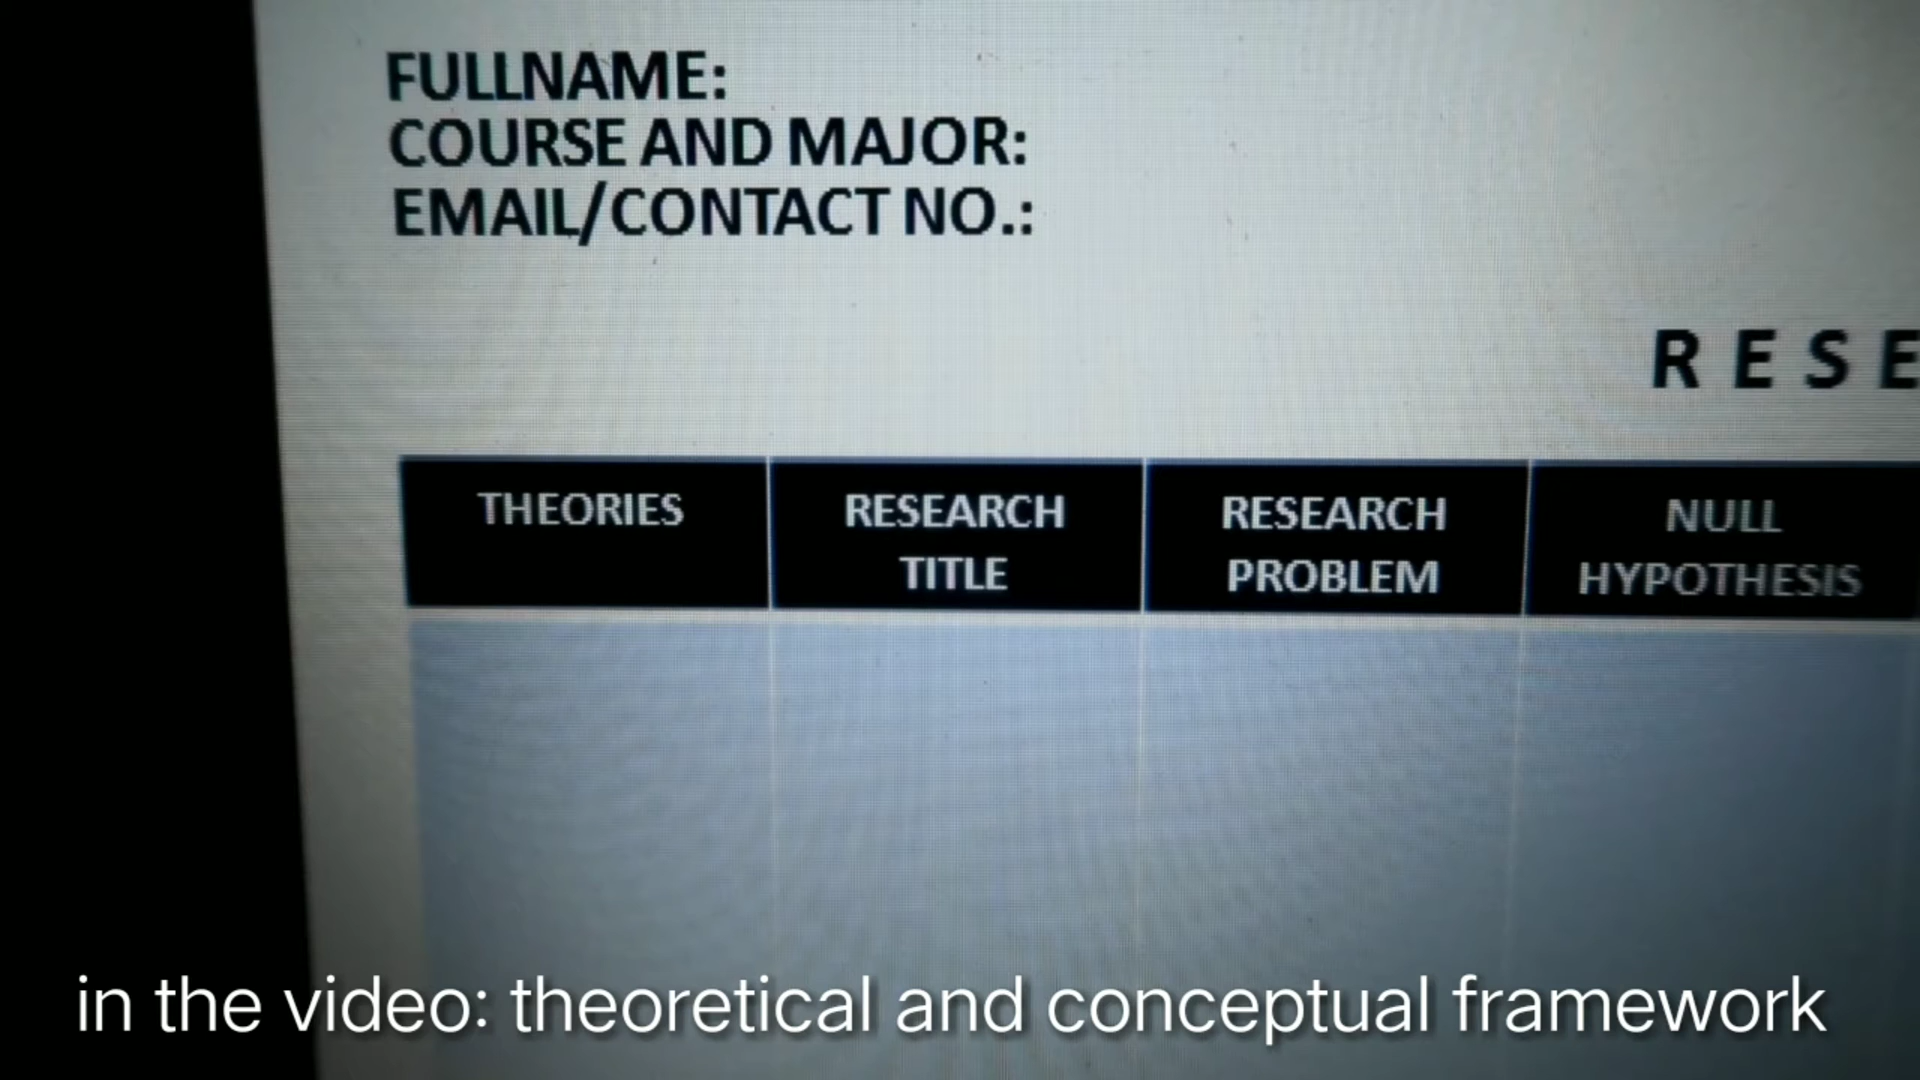 FULLNAME:
COURSE AND MAJOR:
EMAIL/CONTACT NO.:
R E S E
THEORIES
RESEARCH
TITLE
RESEARCH
PROBLEM
NULL
HYPOTHESIS
in the video: theoretical and conceptual framework